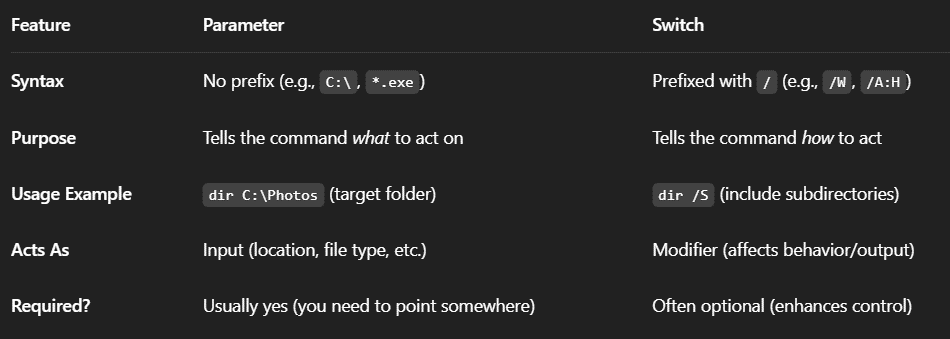 Feature Parameter Switch
Syntax No prefix (e.g., C:\, *.exe) Prefixed with / (e.g., /W, /A:H)
Purpose Tells the command what to act on Tells the command how to act
Usage Example dir C:\Photos (target folder) dir /S (include subdirectories)
Acts As Input (location, file type, etc.) Modifier (affects behavior/output)
Required? Usually yes (you need to point somewhere) Often optional (enhances control)